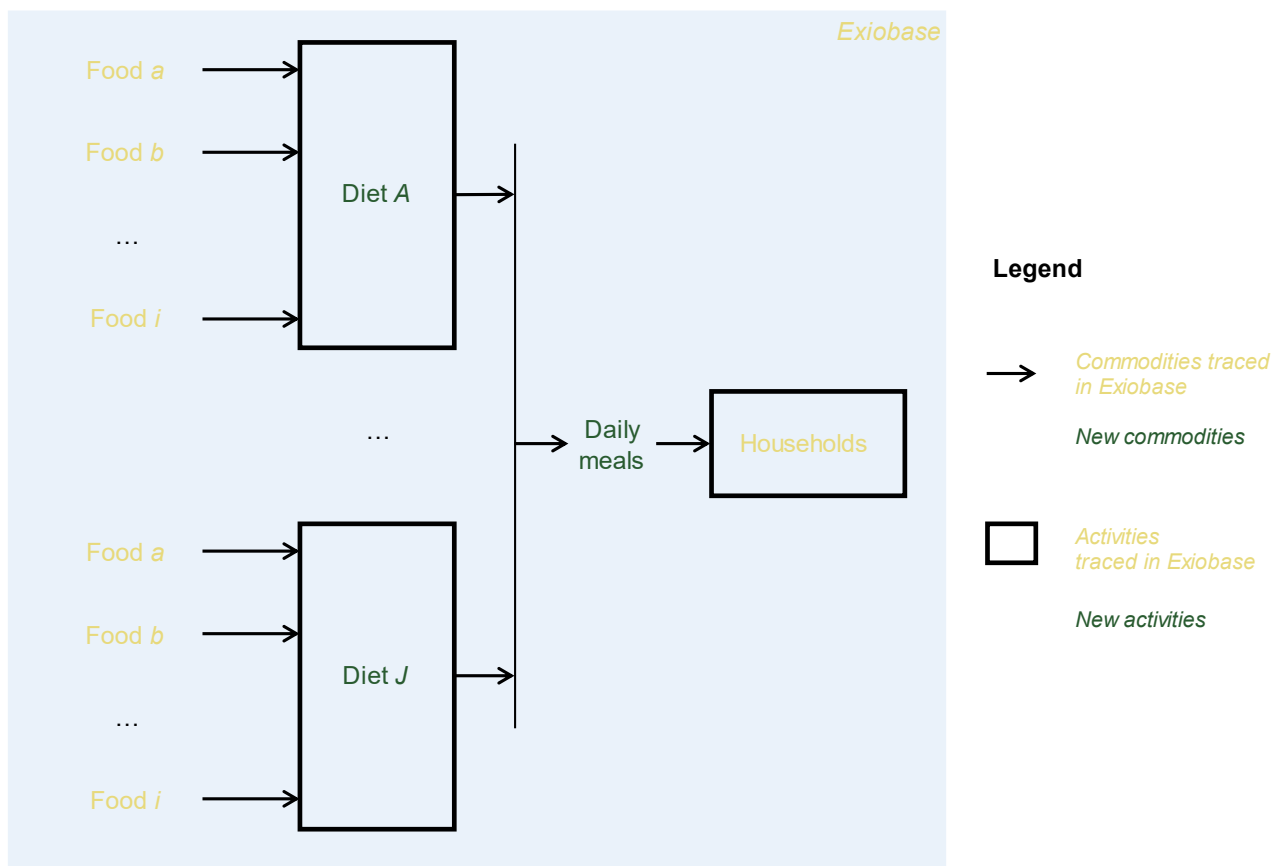 Exiobase
Food a
Food b
...
Food i
Diet A
...
Daily
meals
Households
Food a
Food b
...
Food i
Diet J
Legend
Commodities traced
in Exiobase
New commodities
Activities
traced in Exiobase
New activities